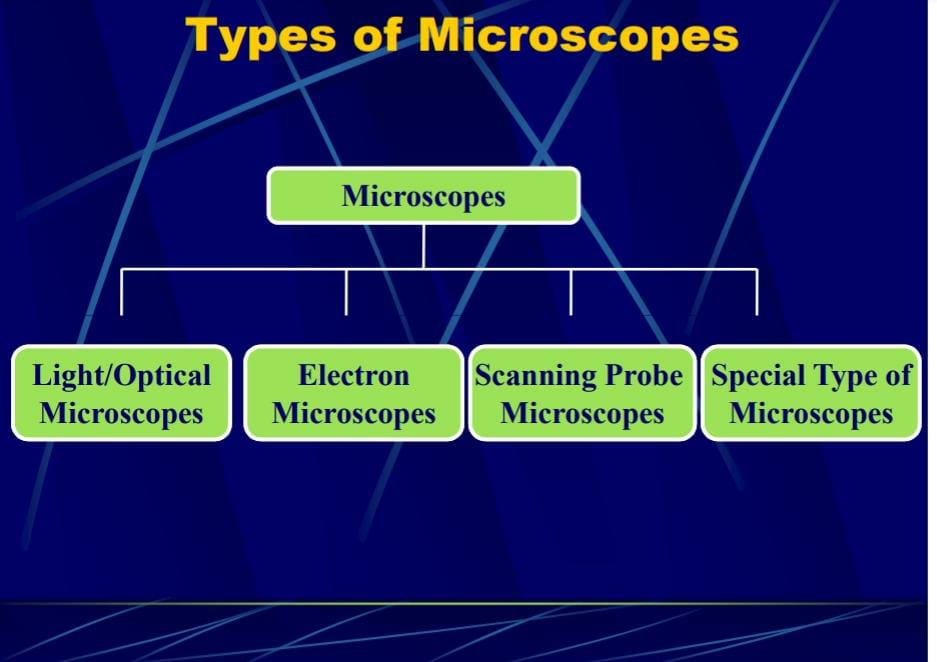 Types of Microscopes
Microscopes
Light/Optical
Microscopes
Electron
Microscopes
Scanning Probe
Microscopes
Special Type of
Microscopes